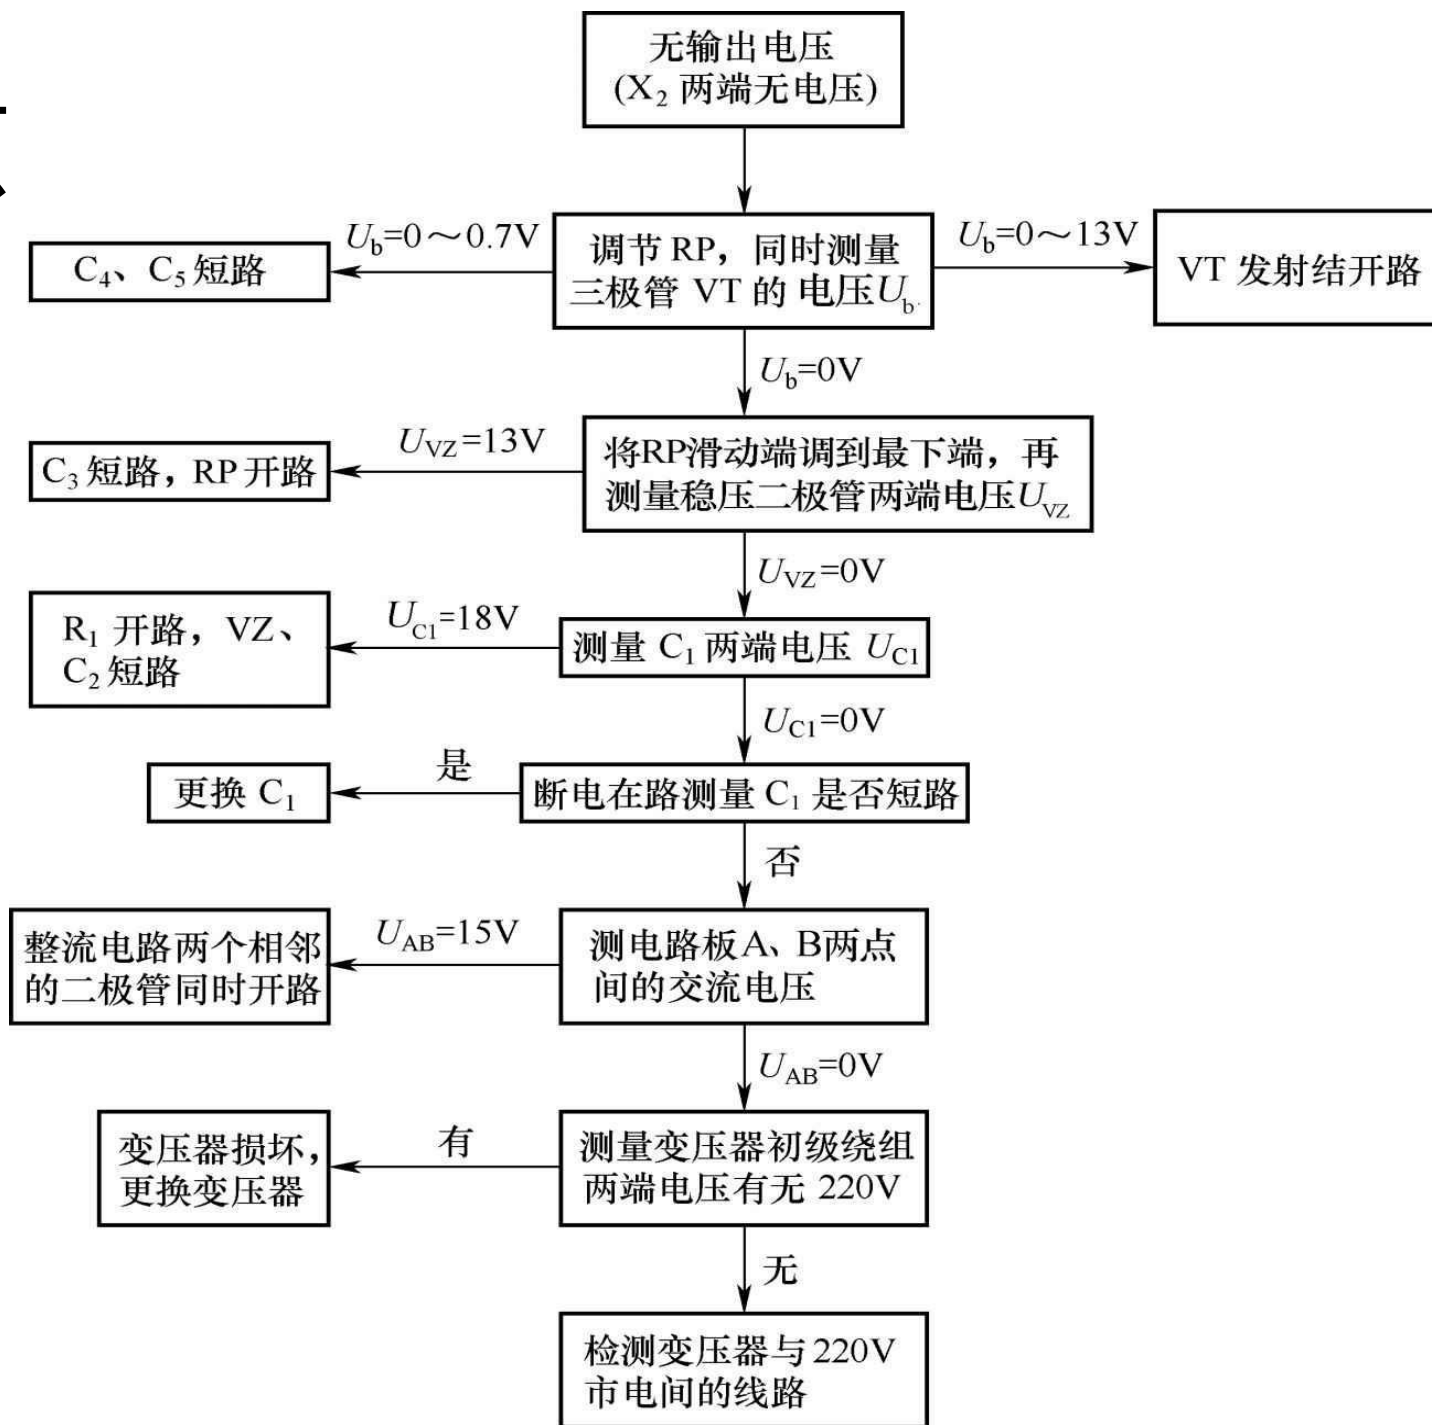 无输出电压
(X₂ 两端无电压)
U_b=0～0.7V
U_b=0～13V
C₄、C₅ 短路
调节 RP，同时测量
三极管 VT 的 电压U_b
VT 发射结开路
U_b=0V
U_VZ=13V
C₃ 短路，RP 开路
将RP滑动端调到最下端，再
测量稳压二极管两端电压U_VZ
U_VZ=0V
R₁ 开路，VZ、
C₂ 短路
U_C1=18V
测量 C₁ 两端电压 U_C1
U_C1=0V
是
更换 C₁
断电在路测量 C₁ 是否短路
否
整流电路两个相邻
的二极管同时开路
U_AB=15V
测电路板A、B两点
间的交流电压
U_AB=0V
变压器损坏，
更换变压器
有
测量变压器初级绕组
两端电压有无 220V
无
检测变压器与220V
市电间的线路